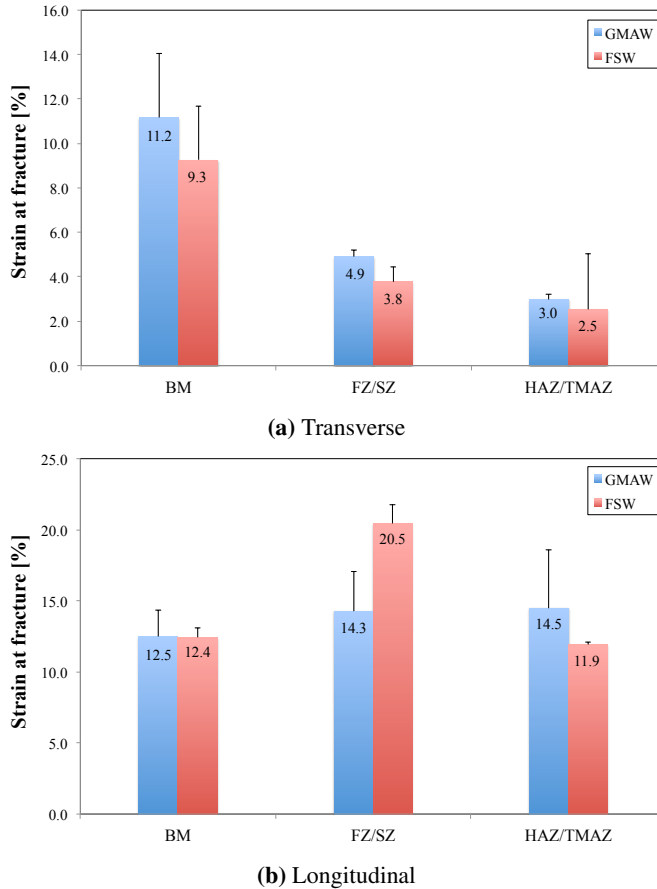 16.0
14.0
12.0
10.0
8.0
6.0
4.0
2.0
0.0
Strain at fracture [%]
GMAW
FSW
11.2
9.3
4.9
3.8
3.0
2.5
BM FZ/SZ HAZ/TMAZ
(a) Transverse
25.0
20.0
15.0
10.0
5.0
0.0
Strain at fracture [%]
GMAW
FSW
12.5
12.4
14.3
20.5
14.5
11.9
BM FZ/SZ HAZ/TMAZ
(b) Longitudinal